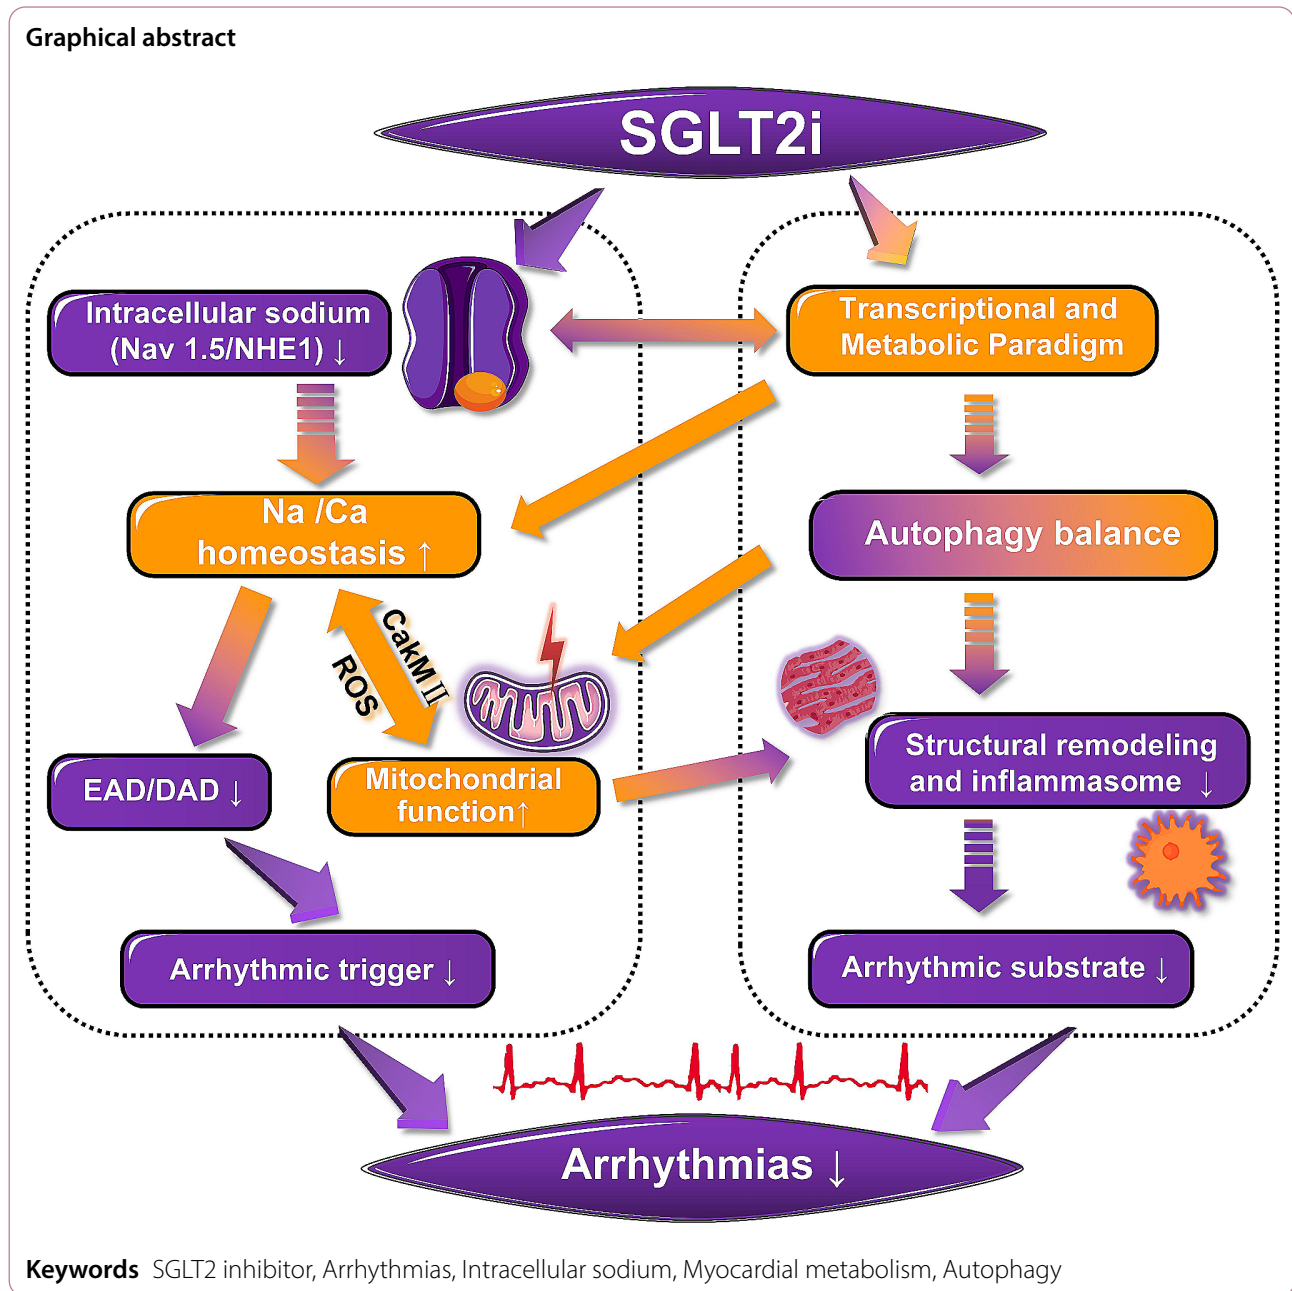 Graphical abstract
SGLT2i
Intracellular sodium
(Nav 1.5/NHE1) ↓
Transcriptional and
Metabolic Paradigm
Na /Ca
homeostasis ↑
Autophagy balance
CakM II
ROS
EAD/DAD ↓
Mitochondrial
function↑
Structural remodeling
and inflammasome ↓
Arrhythmic trigger ↓
Arrhythmic substrate ↓
Arrhythmias ↓
Keywords SGLT2 inhibitor, Arrhythmias, Intracellular sodium, Myocardial metabolism, Autophagy